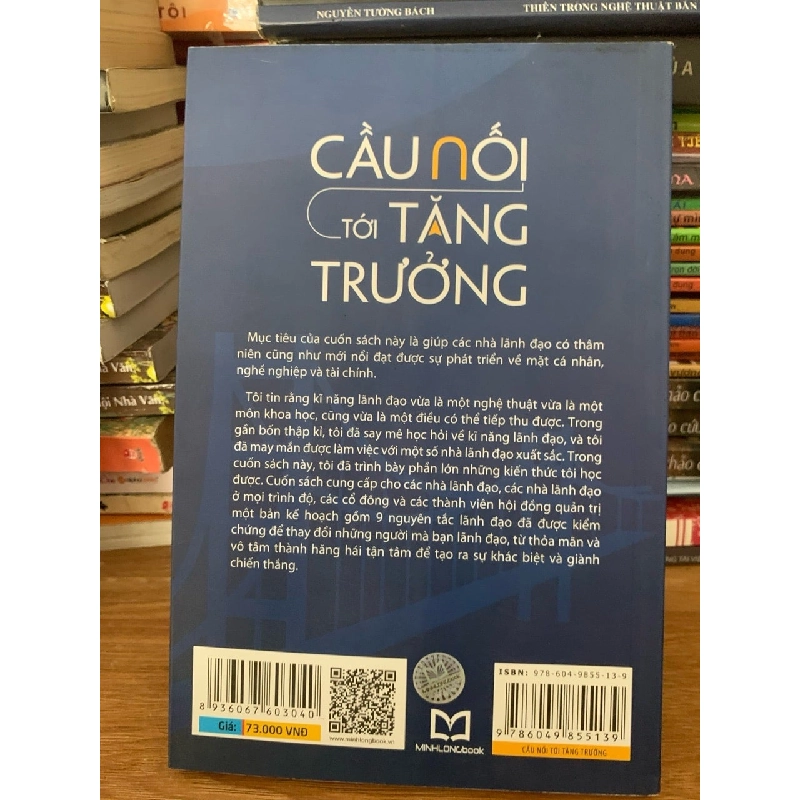 TÔI
NGUYỄN TƯỜNG BÁCH
THIỀN TRONG NGHỆ THUẬT BẮN
CẦU NỐI
TỚI TĂNG
TRƯỞNG
Mục tiêu của cuốn sách này là giúp các nhà lãnh đạo có thâm
niên cũng như mới nổi đạt được sự phát triển về mặt cá nhân,
nghề nghiệp và tài chính.
Tôi tin rằng kĩ năng lãnh đạo vừa là một nghệ thuật vừa là một
môn khoa học, cũng vừa là một điều có thể tiếp thu được. Trong
gần bốn thập kỉ, tôi đã say mê học hỏi về kĩ năng lãnh đạo, và tôi
đã may mắn được làm việc với một số nhà lãnh đạo xuất sắc. Trong
cuốn sách này, tôi đã trình bày phần lớn những kiến thức tôi học
được. Cuốn sách cung cấp cho các nhà lãnh đạo, các nhà lãnh đạo
ở mọi trình độ, các cổ đông và các thành viên hội đồng quản trị
một bản kế hoạch gồm 9 nguyên tắc lãnh đạo đã được kiểm
chứng để thay đổi những người mà bạn lãnh đạo, từ thỏa mãn và
vô tâm thành hăng hái tận tâm để tạo ra sự khác biệt và giành
chiến thắng.
8 936067 603040
Giá: 73.000 VNĐ
www.minhlongbook.vn
MINHLONGbook
ISBN: 978-604-9855-13-9
9 786049 855139
CẦU NỐI TỚI TĂNG TRƯỞNG